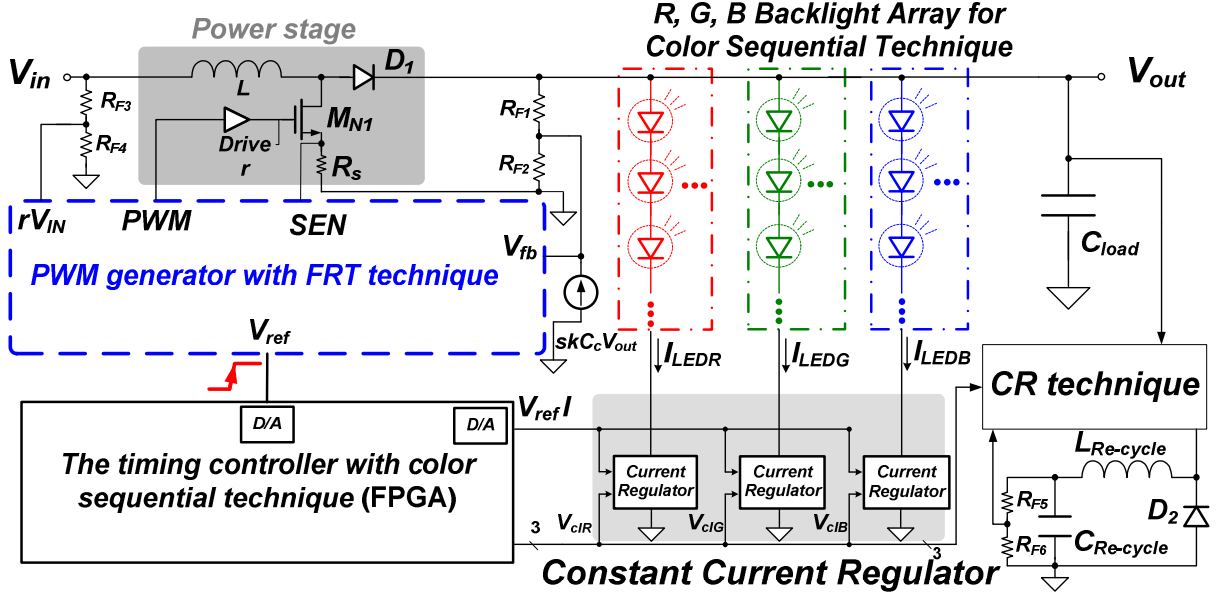 Power stage
R, G, B Backlight Array for
Color Sequential Technique
Vin
RF3
RF4
L
D1
MN1
Drive
r
Rs
RF1
RF2
Vout
Cload
rVIN
PWM
SEN
Vfb
PWM generator with FRT technique
skCcVout
Vref
ILEDR
ILEDG
ILEDB
CR technique
D/A
D/A
VrefI
The timing controller with color
sequential technique (FPGA)
Current
Regulator
Current
Regulator
Current
Regulator
3
VclR
VclG
VclB
3
Constant Current Regulator
LRe-cycle
RF5
RF6
CRe-cycle
D2